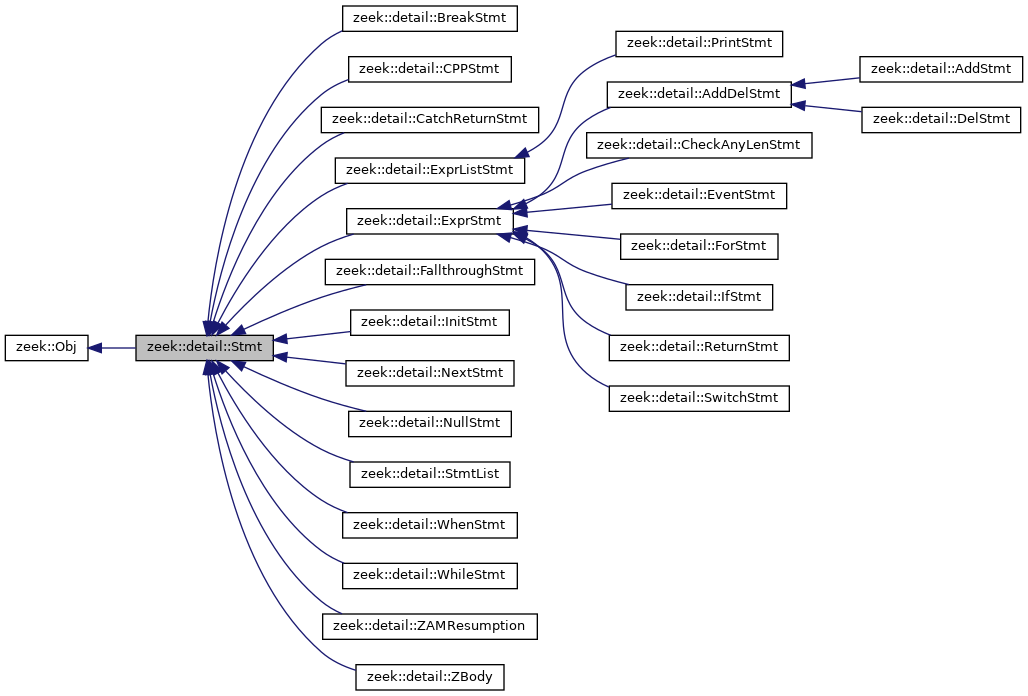 zeek::detail::BreakStmt
zeek::detail::PrintStmt
zeek::detail::CPPStmt
zeek::detail::AddStmt
zeek::detail::AddDelStmt
zeek::detail::CatchReturnStmt
zeek::detail::DelStmt
zeek::detail::CheckAnyLenStmt
zeek::detail::ExprListStmt
zeek::detail::EventStmt
zeek::detail::ExprStmt
zeek::detail::ForStmt
zeek::detail::FallthroughStmt
zeek::detail::IfStmt
zeek::detail::InitStmt
zeek::Obj
zeek::detail::Stmt
zeek::detail::ReturnStmt
zeek::detail::NextStmt
zeek::detail::SwitchStmt
zeek::detail::NullStmt
zeek::detail::StmtList
zeek::detail::WhenStmt
zeek::detail::WhileStmt
zeek::detail::ZAMResumption
zeek::detail::ZBody